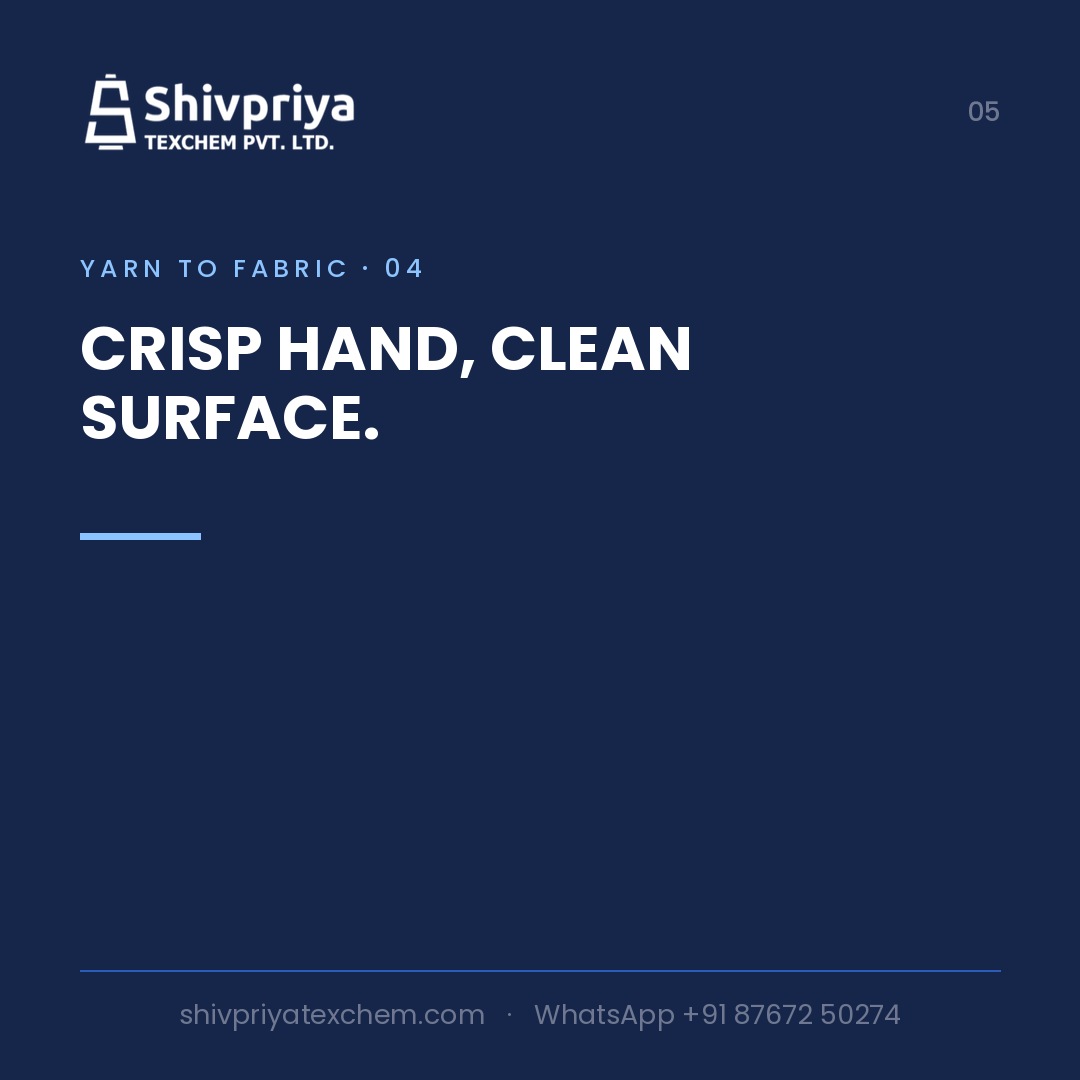 Shivpriya
TEXCHEM PVT. LTD.
05
YARN TO FABRIC · 04
CRISP HAND, CLEAN
SURFACE.
shivpriyatexchem.com · WhatsApp +91 87672 50274